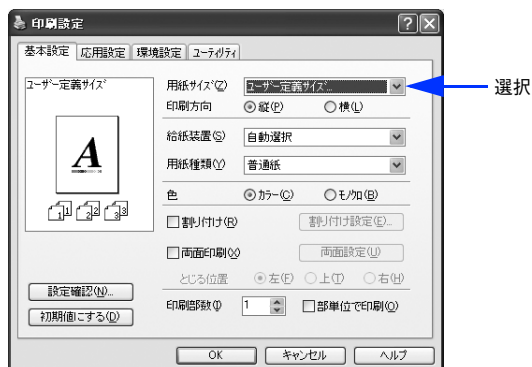 印刷設定
基本設定 応用設定 環境設定 ユーティリティ
ユーザー定義サイズ
A
1 1 2 2 3 3
設定確認(N)...
初期値にする(D)
用紙サイズ(Z) ユーザー定義サイズ... 選択
印刷方向 縦(P) 横(L)
給紙装置(S) 自動選択
用紙種類(Y) 普通紙
色 カラー(C) モノクロ(B)
割り付け(R) 割り付け設定(E)...
両面印刷(X) 両面設定(U)
とじる位置 左(F) 上(T) 右(H)
印刷部数(I) 1 部単位で印刷(O)
OK キャンセル ヘルプ